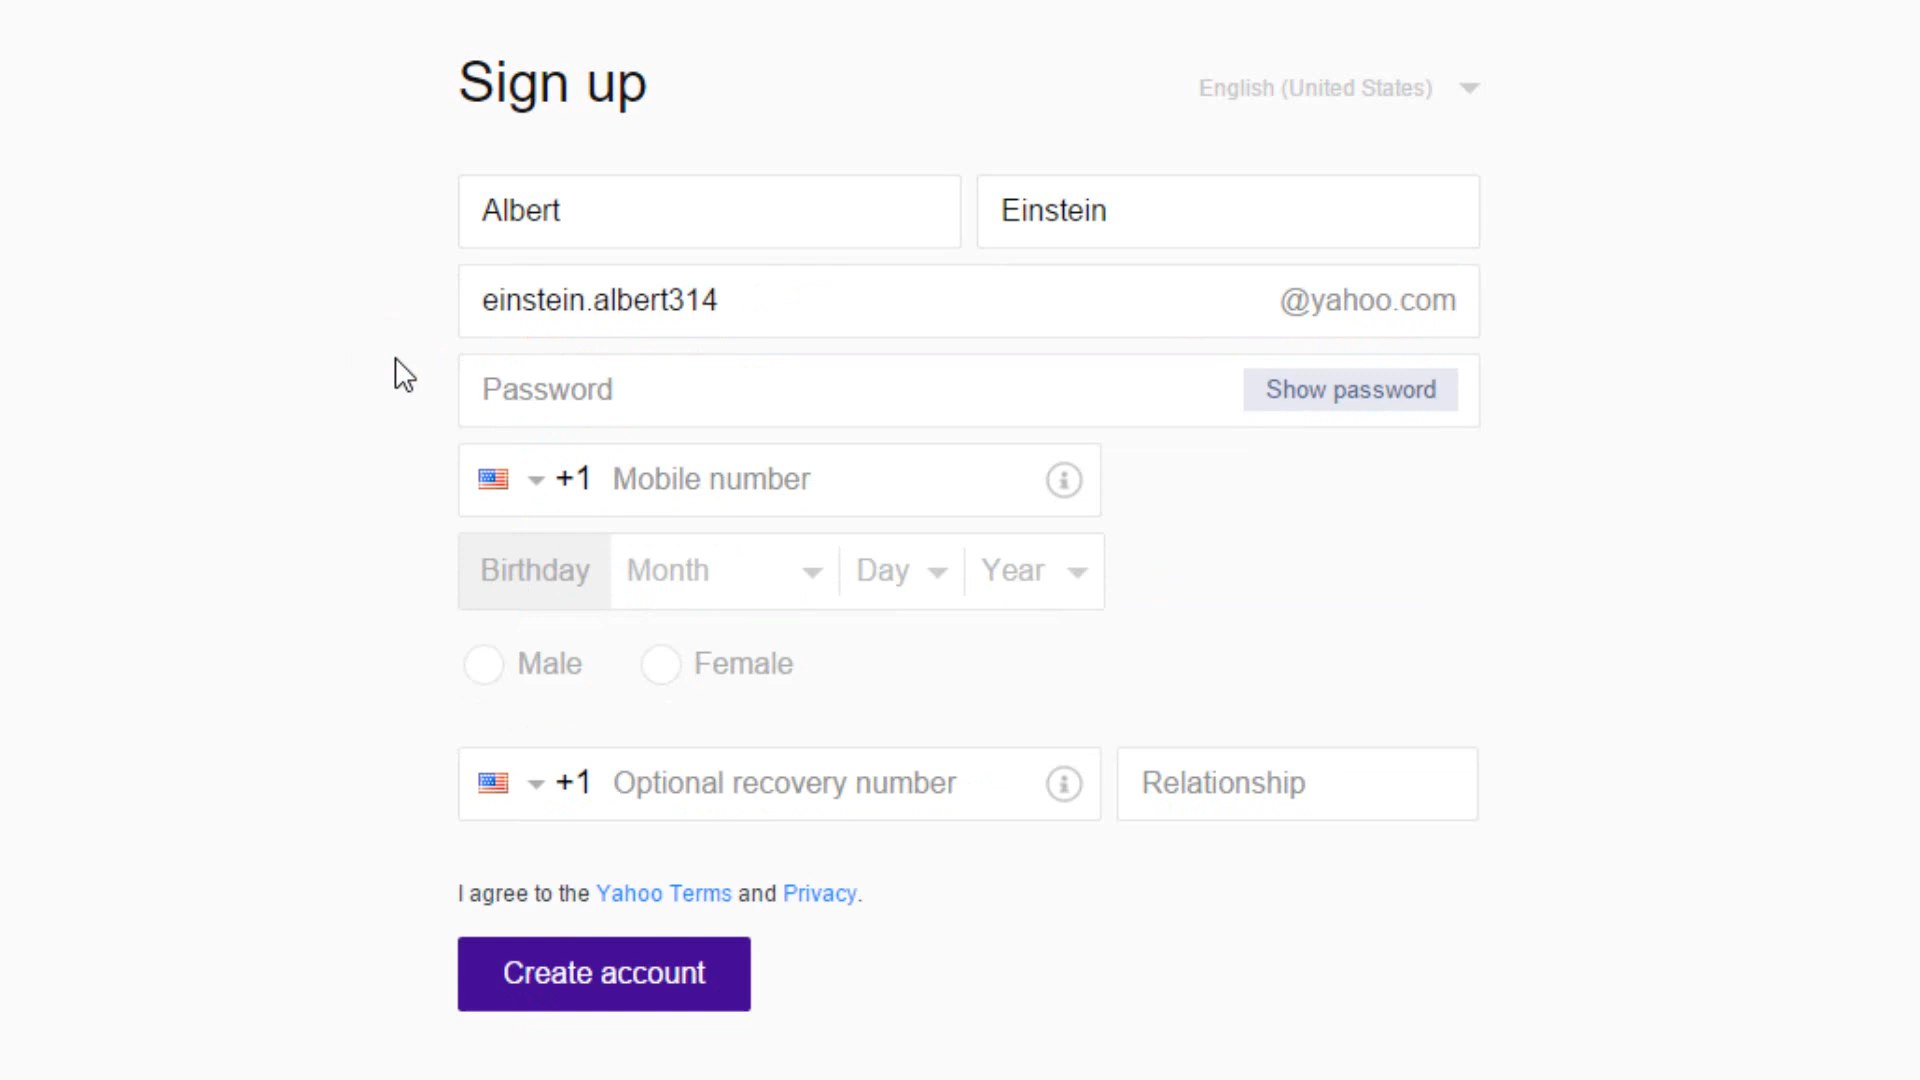 Sign up
English (United States)
Albert
Einstein
einstein.albert314
@yahoo.com
Password
Show password
+1 Mobile number
Birthday Month Day Year
Male Female
+1 Optional recovery number
Relationship
I agree to the Yahoo Terms and Privacy.
Create account